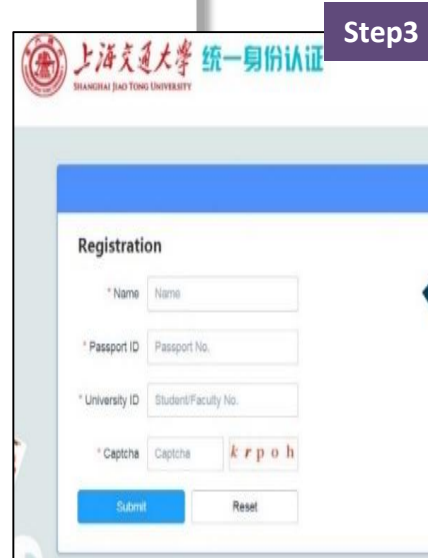 Step3
上海交通大学 统一身份认证
SHANGHAI JIAO TONG UNIVERSITY
Registration
* Name Name
* Passport ID Passport No.
* University ID Student/Faculty No.
* Captcha Captcha k r p o h
Submit Reset